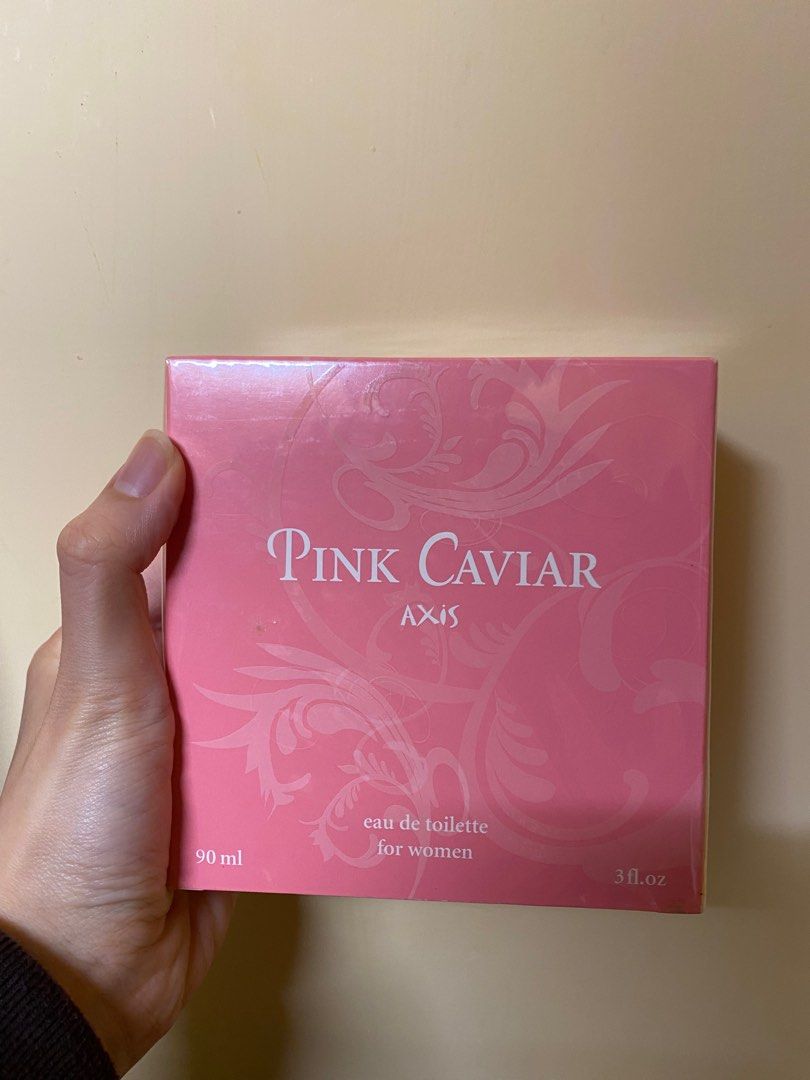 PINK CAVIAR
AXiS
eau de toilette
for women
90 ml
3 fl.oz